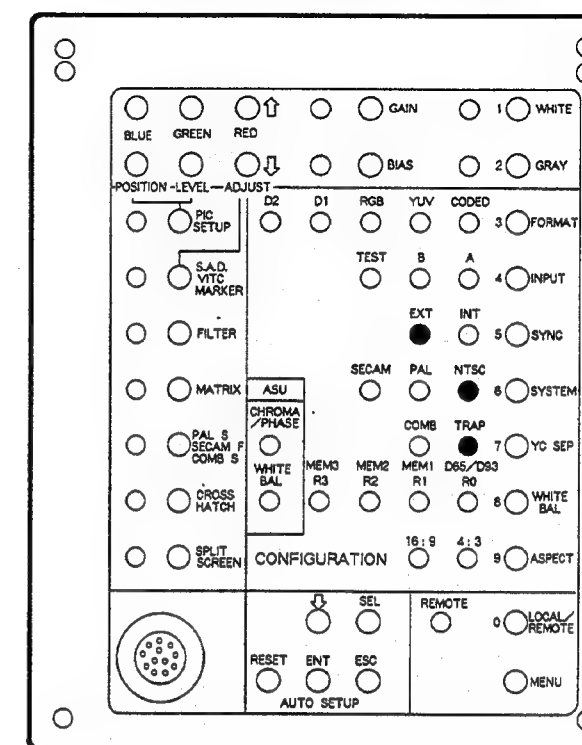 GAIN 1 WHITE
BLUE GREEN RED
BIAS 2 GRAY
POSITION LEVEL ADJUST
D2 D1 RGB YUV CODED
PIC
SETUP
3 FORMAT
TEST B A
S.A.D.
VITC
MARKER
4 INPUT
EXT INT
FILTER
5 SYNC
SECAM PAL NTSC
MATRIX
ASU
6 SYSTEM
CHROMA
/PHASE
COMB TRAP
PAL S
SECAM F
COMB S
7 YC SEP
WHITE
BAL
MEM3
R3
MEM2
R2
MEM1
R1
D65/D93
R0
CROSS
HATCH
8 WHITE
BAL
16:9 4:3
SPLIT
SCREEN
CONFIGURATION
9 ASPECT
SEL REMOTE
0 LOCAL/
REMOTE
RESET ENT ESC
MENU
AUTO SETUP